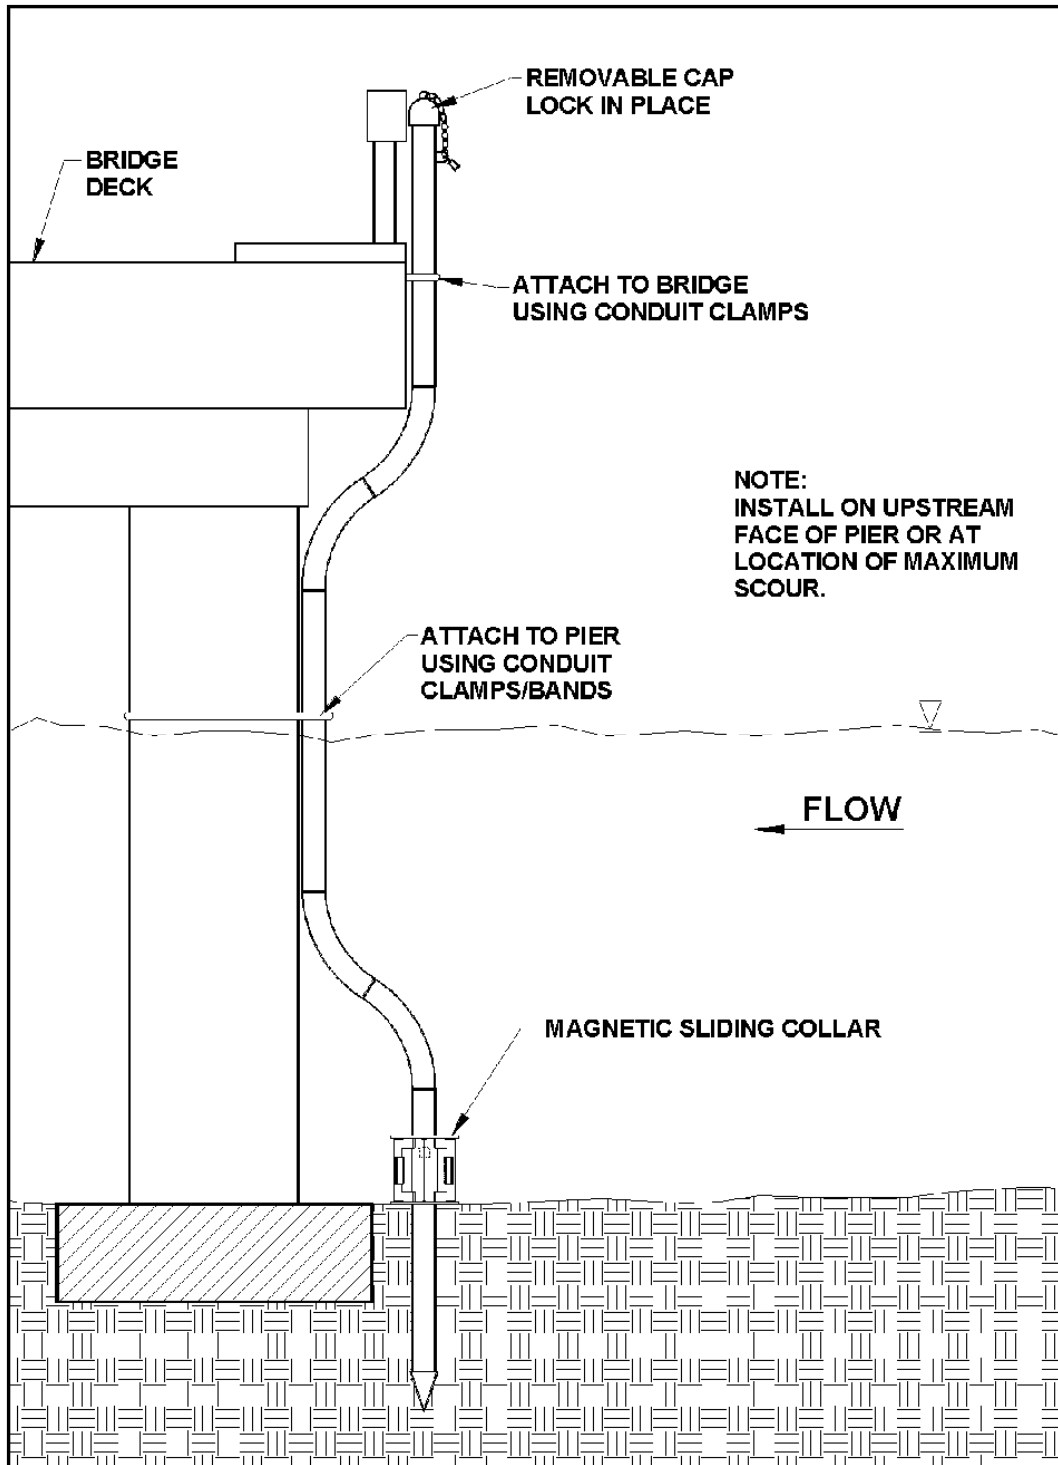 REMOVABLE CAP
LOCK IN PLACE
BRIDGE
DECK
ATTACH TO BRIDGE
USING CONDUIT CLAMPS
NOTE:
INSTALL ON UPSTREAM
FACE OF PIER OR AT
LOCATION OF MAXIMUM
SCOUR.
ATTACH TO PIER
USING CONDUIT
CLAMPS/BANDS
FLOW
MAGNETIC SLIDING COLLAR